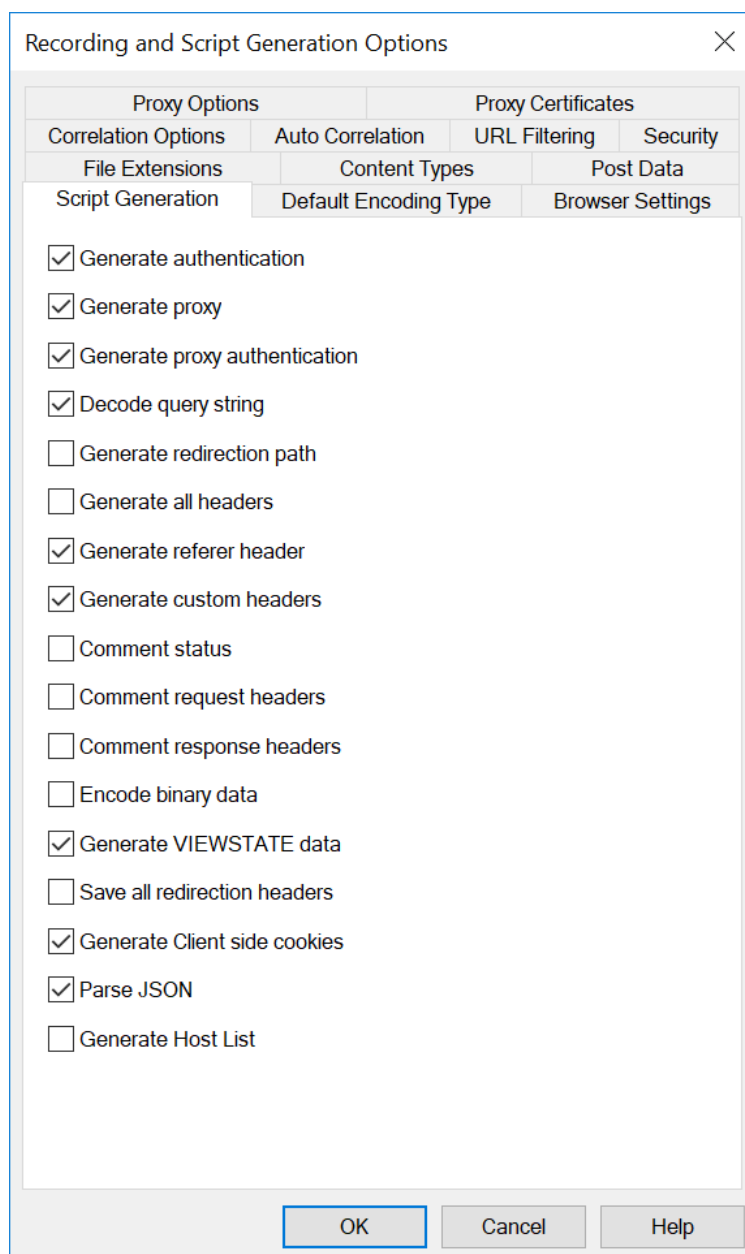 Recording and Script Generation Options
Proxy Options Proxy Certificates
Correlation Options Auto Correlation URL Filtering Security
File Extensions Content Types Post Data
Script Generation Default Encoding Type Browser Settings
Generate authentication
Generate proxy
Generate proxy authentication
Decode query string
Generate redirection path
Generate all headers
Generate referer header
Generate custom headers
Comment status
Comment request headers
Comment response headers
Encode binary data
Generate VIEWSTATE data
Save all redirection headers
Generate Client side cookies
Parse JSON
Generate Host List
OK Cancel Help